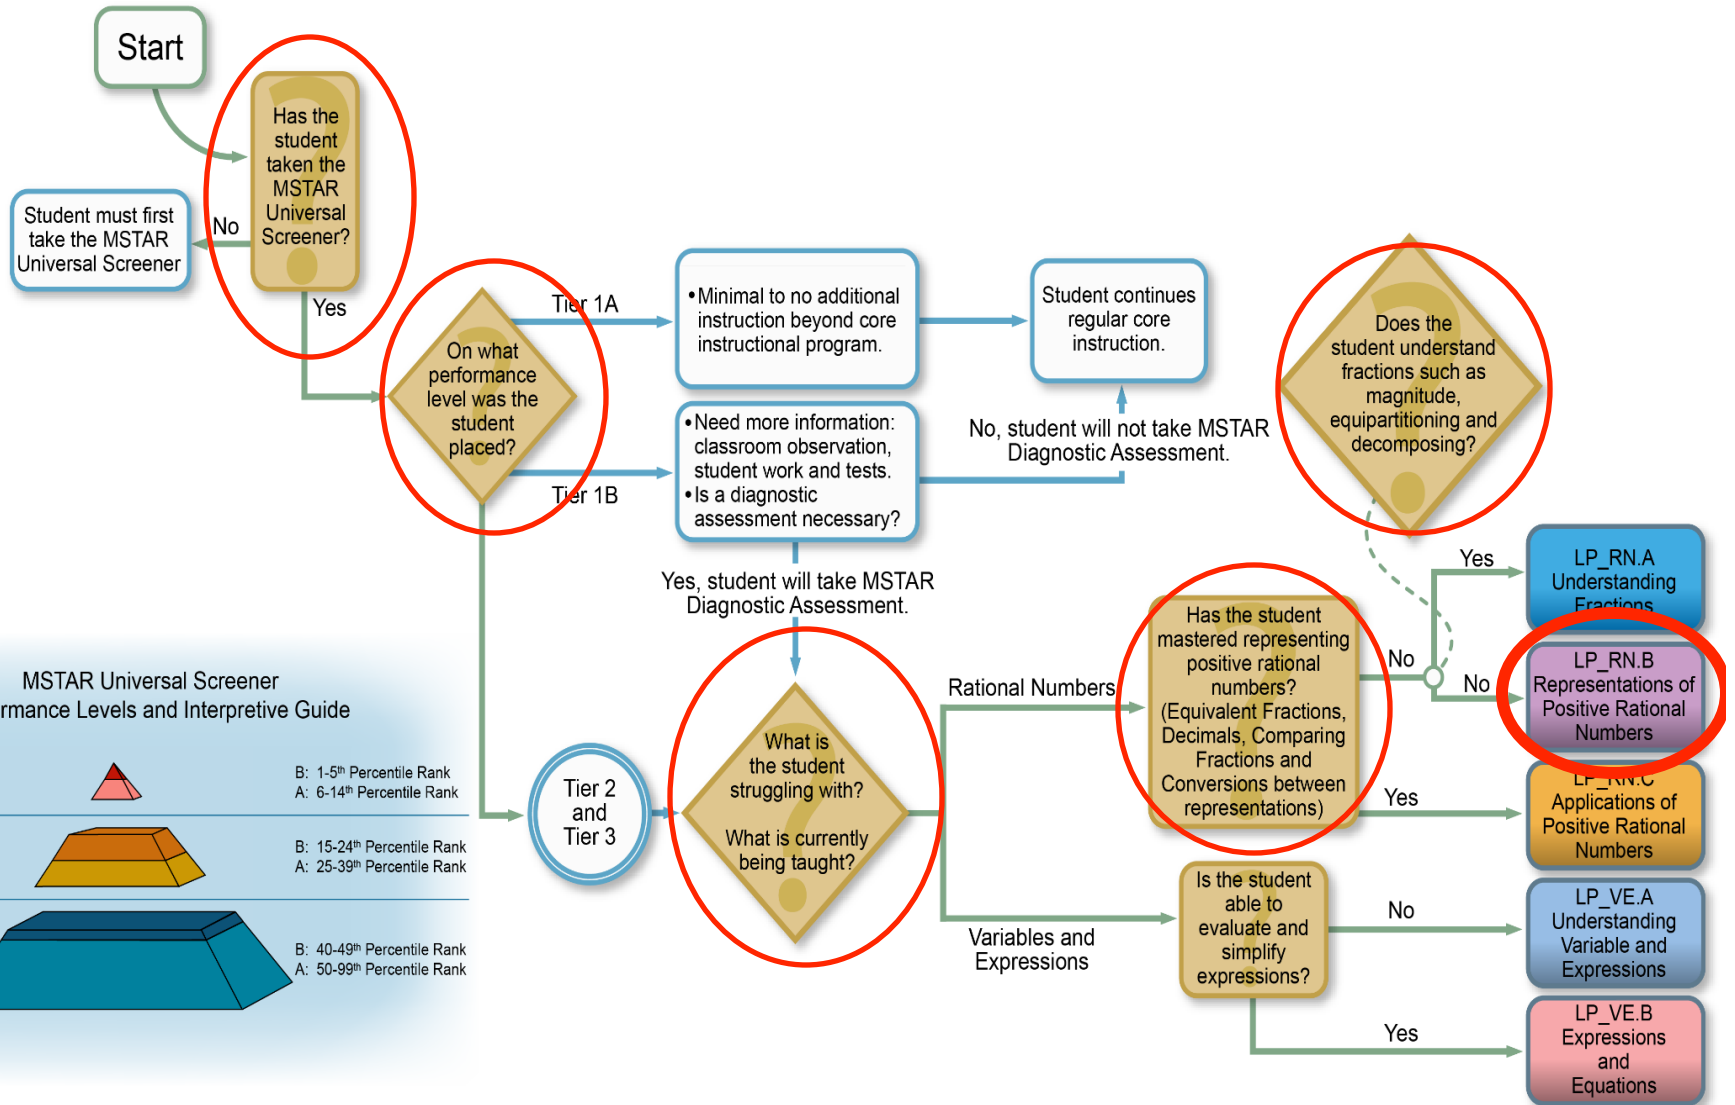 Start
Has the
student
taken the
MSTAR
Universal
Screener?
No
Student must first
take the MSTAR
Universal Screener
Yes
On what
performance
level was the
student
placed?
Tier 1A
•Minimal to no additional
instruction beyond core
instructional program.
Student continues
regular core
instruction.
Tier 1B
•Need more information:
classroom observation,
student work and tests.
•Is a diagnostic
assessment necessary?
No, student will not take MSTAR
Diagnostic Assessment.
Yes, student will take MSTAR
Diagnostic Assessment.
Does the
student understand
fractions such as
magnitude,
equipartitioning and
decomposing?
Tier 2
and
Tier 3
What is
the student
struggling with?
What is currently
being taught?
Rational Numbers
Has the student
mastered representing
positive rational
numbers?
(Equivalent Fractions,
Decimals, Comparing
Fractions and
Conversions between
representations)
No
Yes
LP_RN.A
Understanding
Fractions
No
LP_RN.B
Representations of
Positive Rational
Numbers
Yes
LP_RN.C
Applications of
Positive Rational
Numbers
Variables and
Expressions
Is the student
able to
evaluate and
simplify
expressions?
No
LP_VE.A
Understanding
Variable and
Expressions
Yes
LP_VE.B
Expressions
and
Equations
MSTAR Universal Screener
rmance Levels and Interpretive Guide
B: 1-5th Percentile Rank
A: 6-14th Percentile Rank
B: 15-24th Percentile Rank
A: 25-39th Percentile Rank
B: 40-49th Percentile Rank
A: 50-99th Percentile Rank